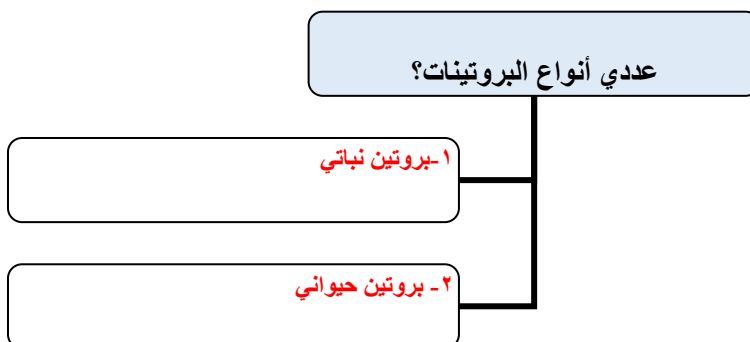 عددي أنواع البروتينات؟
١-بروتين نباتي
٢- بروتين حيواني